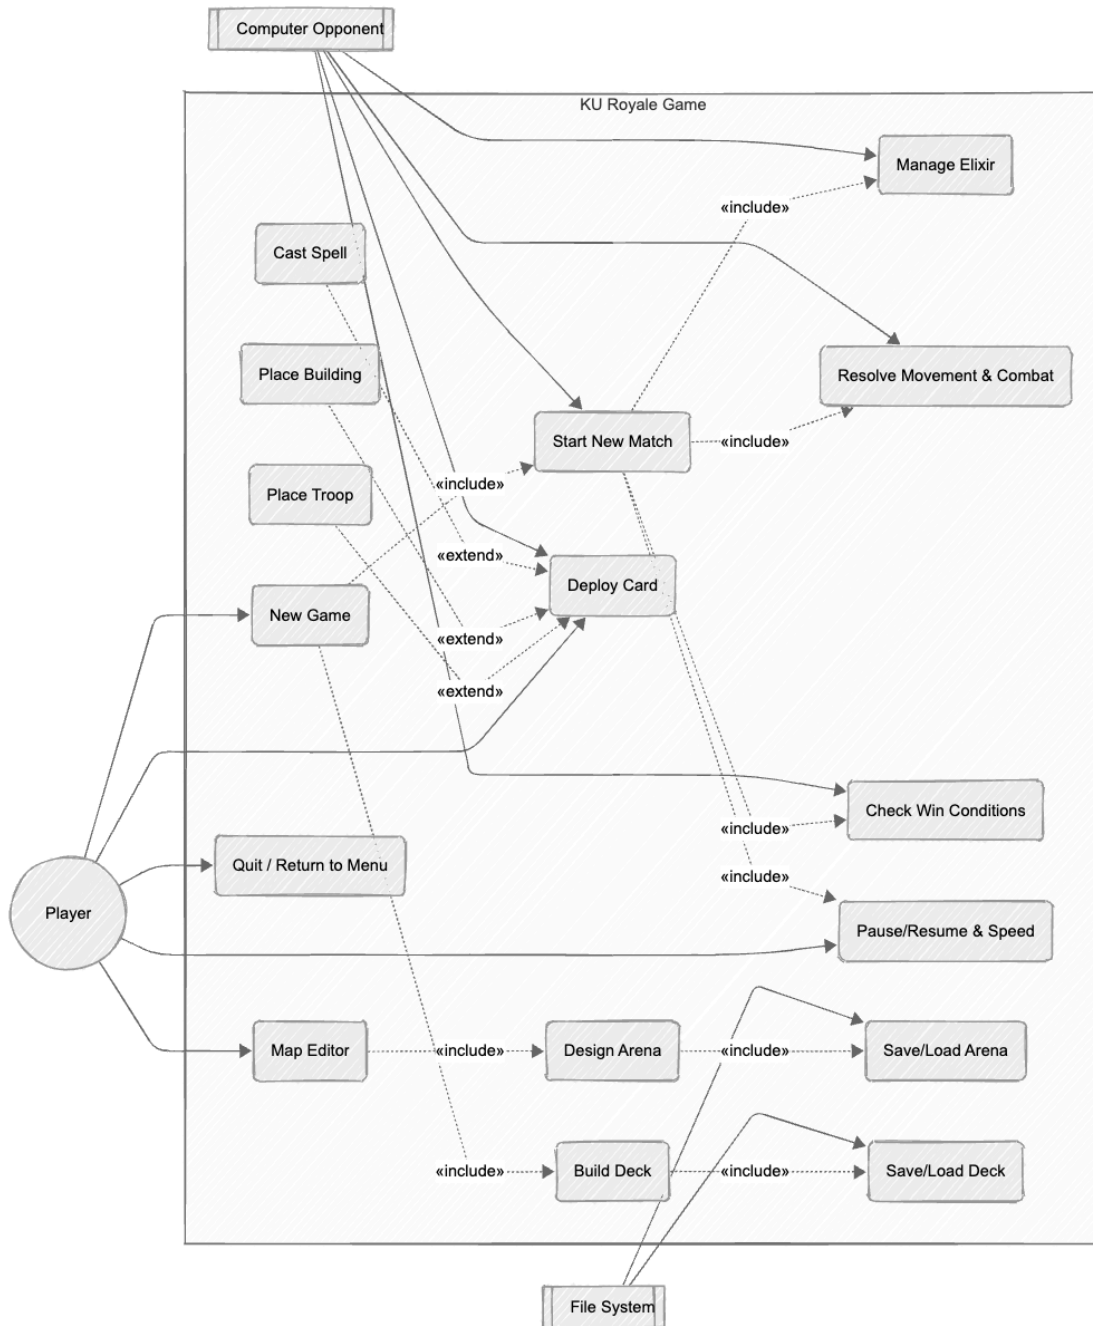 Computer Opponent
KU Royale Game
Manage Elixir
«include»
Cast Spell
Place Building
Resolve Movement & Combat
Start New Match
«include»
Place Troop
«include»
«extend»
Deploy Card
New Game
«extend»
«extend»
Check Win Conditions
«include»
Quit / Return to Menu
«include»
Player
Pause/Resume & Speed
Map Editor
«include»
Design Arena
«include»
Save/Load Arena
«include»
Build Deck
«include»
Save/Load Deck
File System